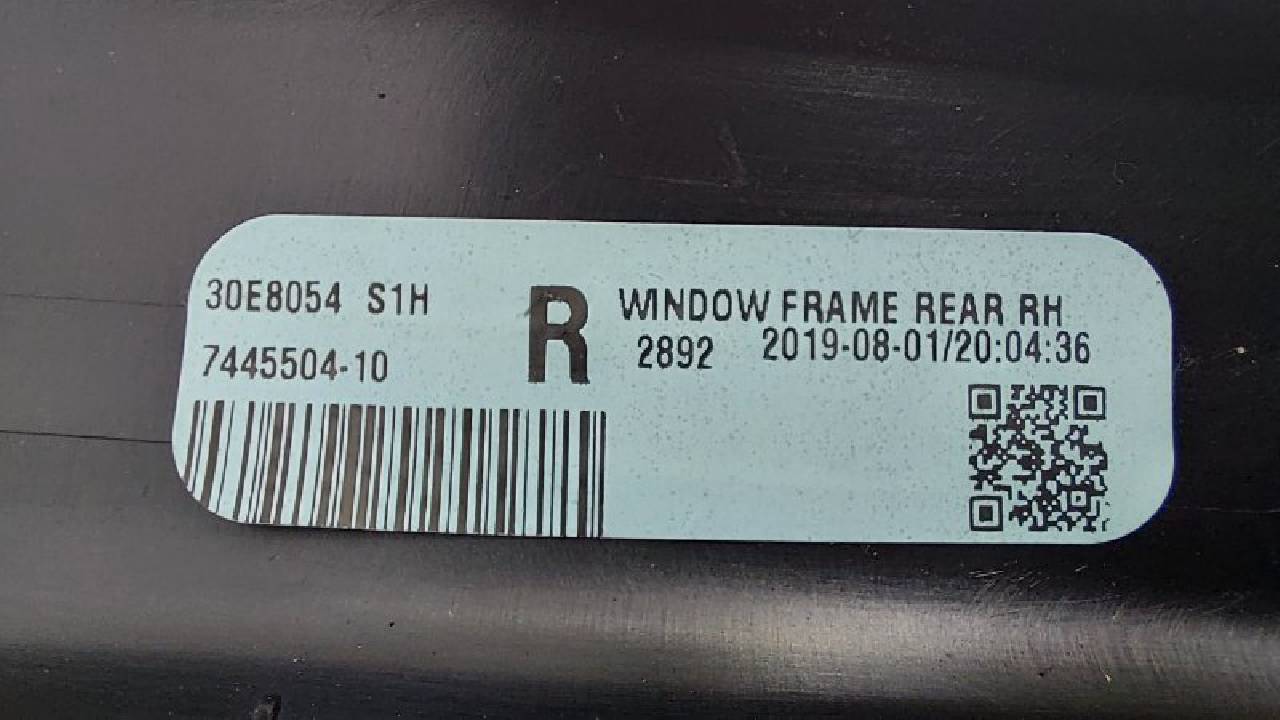 30E8054 S1H
7445504-10
R
WINDOW FRAME REAR RH
2892 2019-08-01/20:04:36